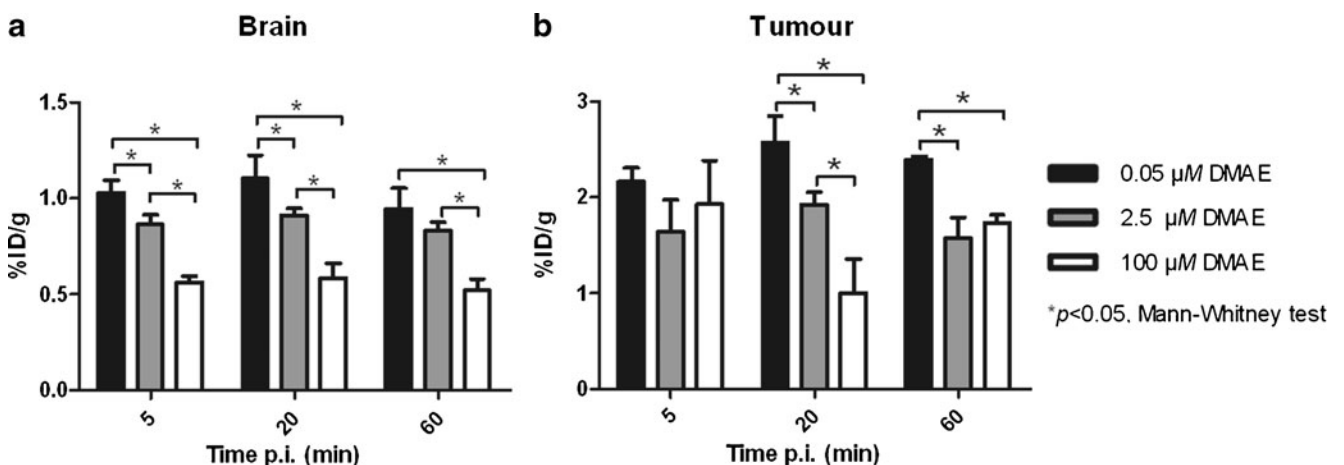 a
Brain
%ID/g
1.5
1.0
0.5
0.0
* * *
* * *
* *
5
20
60
Time p.i. (min)
b
Tumour
%ID/g
3
2
1
0
* * *
* *
5
20
60
Time p.i. (min)
0.05 µM DMAE
2.5 µM DMAE
100 µM DMAE
*p<0.05. Mann-Whitney test